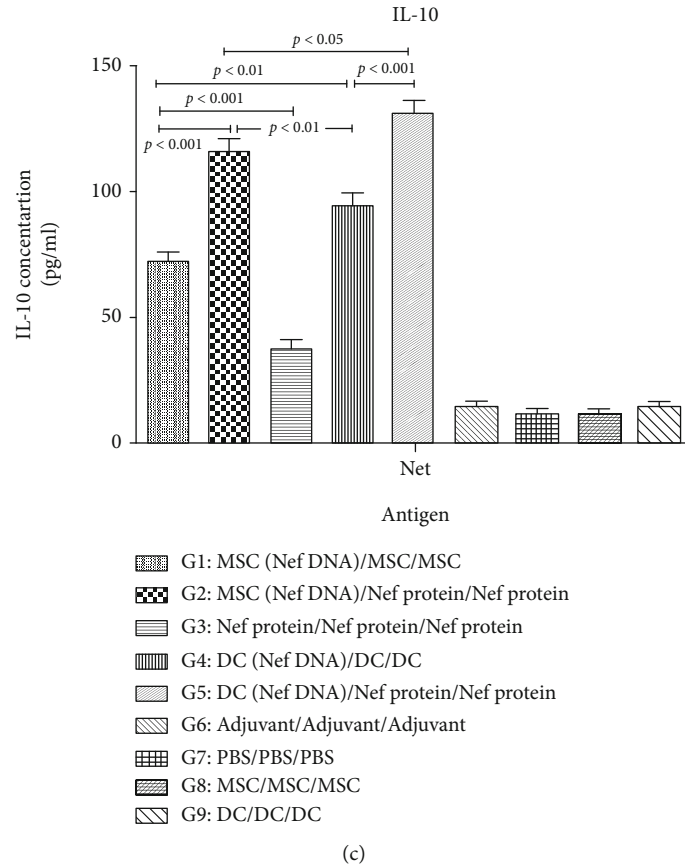 IL-10
p < 0.05
150
p < 0.01
p < 0.001
p < 0.001
p < 0.001
p < 0.01
100
50
0
IL-10 concentartion
(pg/ml)
Net
Antigen
G1: MSC (Nef DNA)/MSC/MSC
G2: MSC (Nef DNA)/Nef protein/Nef protein
G3: Nef protein/Nef protein/Nef protein
G4: DC (Nef DNA)/DC/DC
G5: DC (Nef DNA)/Nef protein/Nef protein
G6: Adjuvant/Adjuvant/Adjuvant
G7: PBS/PBS/PBS
G8: MSC/MSC/MSC
G9: DC/DC/DC
(c)